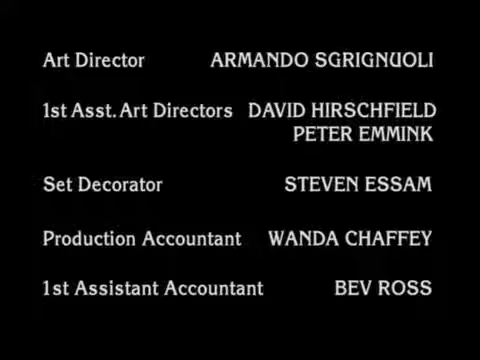 Art Director ARMANDO SGRIGNUOLI
1st Asst. Art Directors DAVID HIRSCHFIELD
PETER EMMINK
Set Decorator STEVEN ESSAM
Production Accountant WANDA CHAFFEY
1st Assistant Accountant BEV ROSS